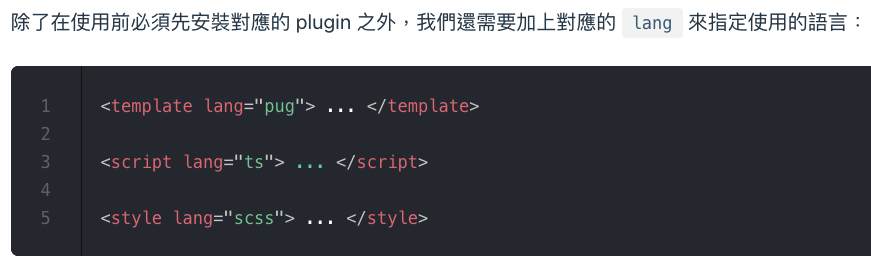 除了在使用前必須先安裝對應的 plugin 之外，我們還需要加上對應的 lang 來指定使用的語言：
1 <template lang="pug"> ... </template>
2
3 <script lang="ts"> ... </script>
4
5 <style lang="scss"> ... </style>